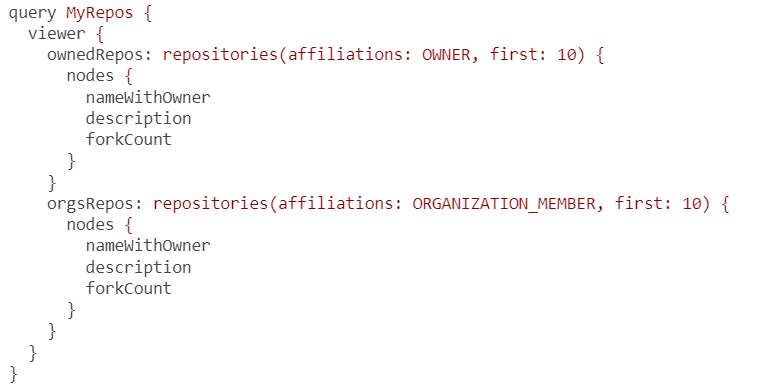 query MyRepos {
  viewer {
    ownedRepos: repositories(affiliations: OWNER, first: 10) {
      nodes {
        nameWithOwner
        description
        forkCount
      }
    }
    orgsRepos: repositories(affiliations: ORGANIZATION_MEMBER, first: 10) {
      nodes {
        nameWithOwner
        description
        forkCount
      }
    }
  }
}